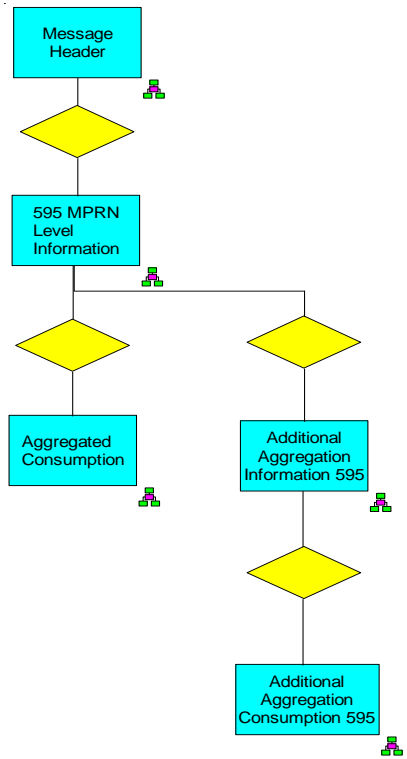 Message
Header
595 MPRN
Level
Information
Aggregated
Consumption
Additional
Aggregation
Information 595
Additional
Aggregation
Consumption 595